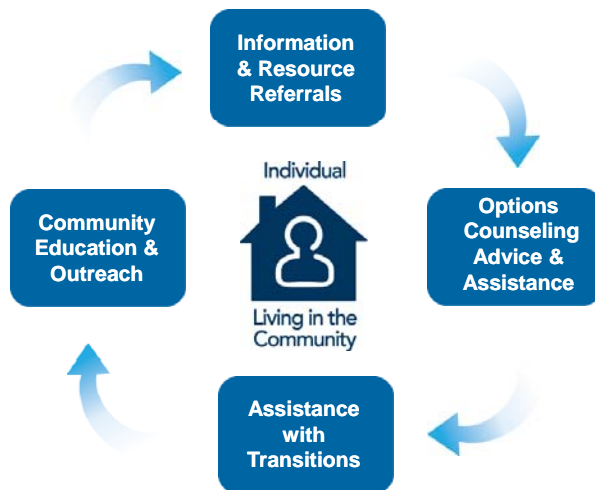 Information
& Resource
Referrals
Individual
Community
Education &
Outreach
Options
Counseling
Advice &
Assistance
Living in the
Community
Assistance
with
Transitions